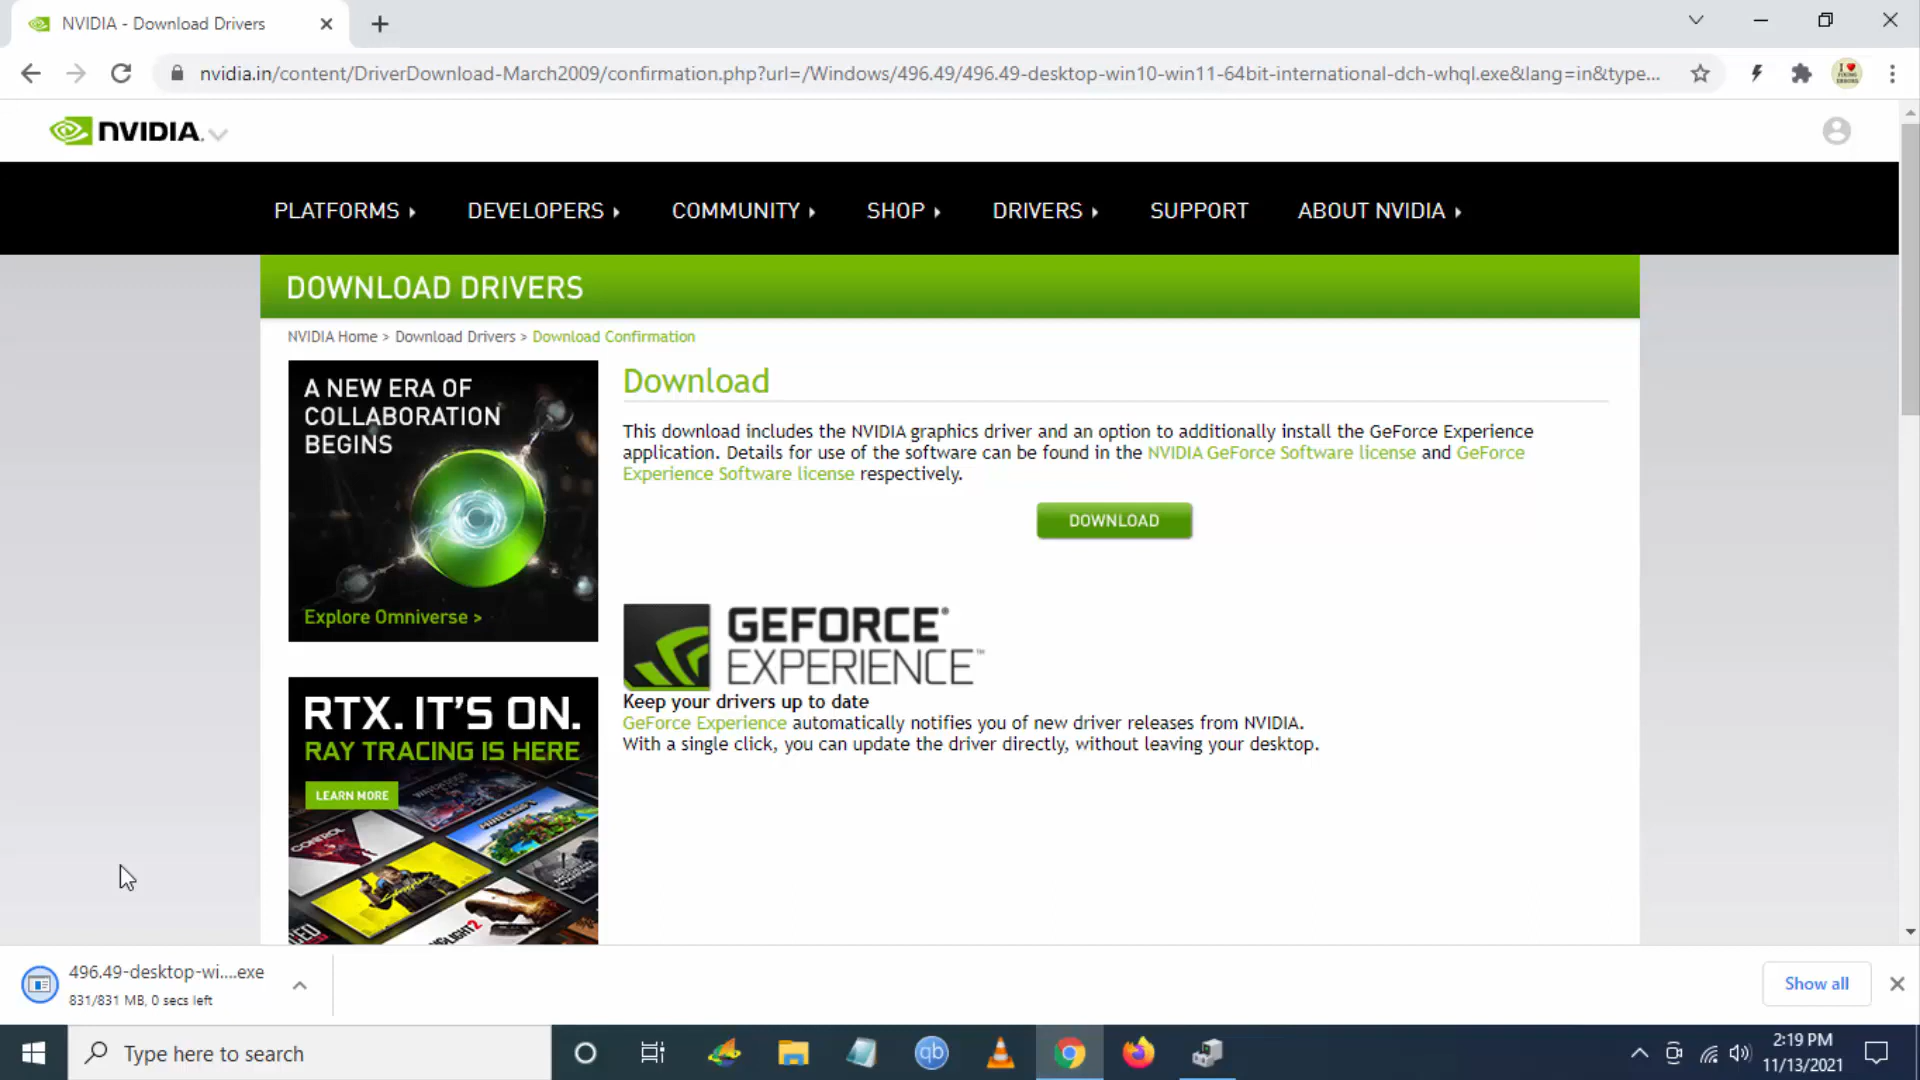 NVIDIA - Download Drivers
nvidia.in/content/DriverDownload-March2009/confirmation.php?url=/Windows/496.49/496.49-desktop-win10-win11-64bit-international-dch-whql.exe&lang=in&type...
NVIDIA.
PLATFORMS DEVELOPERS COMMUNITY SHOP DRIVERS SUPPORT ABOUT NVIDIA
DOWNLOAD DRIVERS
NVIDIA Home > Download Drivers > Download Confirmation
A NEW ERA OF
COLLABORATION
BEGINS
Explore Omniverse >
Download
This download includes the NVIDIA graphics driver and an option to additionally install the GeForce Experience
application. Details for use of the software can be found in the NVIDIA GeForce Software license and GeForce
Experience Software license respectively.
DOWNLOAD
GEFORCE®
EXPERIENCE™
Keep your drivers up to date
GeForce Experience automatically notifies you of new driver releases from NVIDIA.
With a single click, you can update the driver directly, without leaving your desktop.
RTX. IT'S ON.
RAY TRACING IS HERE
LEARN MORE
MINECRAFT
CONTROL
496.49-desktop-wi....exe
831/831 MB, 0 secs left
Show all
Type here to search
qb
2:19 PM
11/13/2021